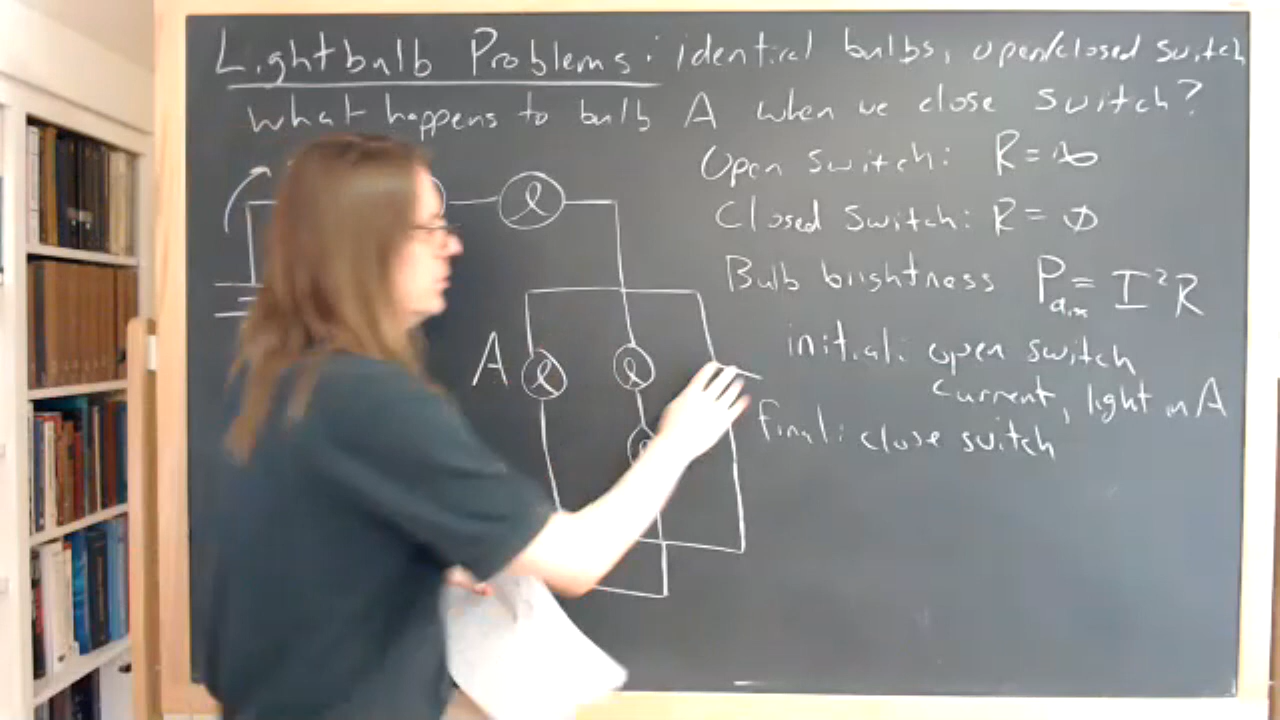 Lightbulb Problems: identical bulbs, open/closed switch
what happens to bulb A when we close switch?
Open switch: R=∞
Closed switch: R=0
Bulb brightness P=I²R
initial: open switch
current, light in A
A
final: close switch